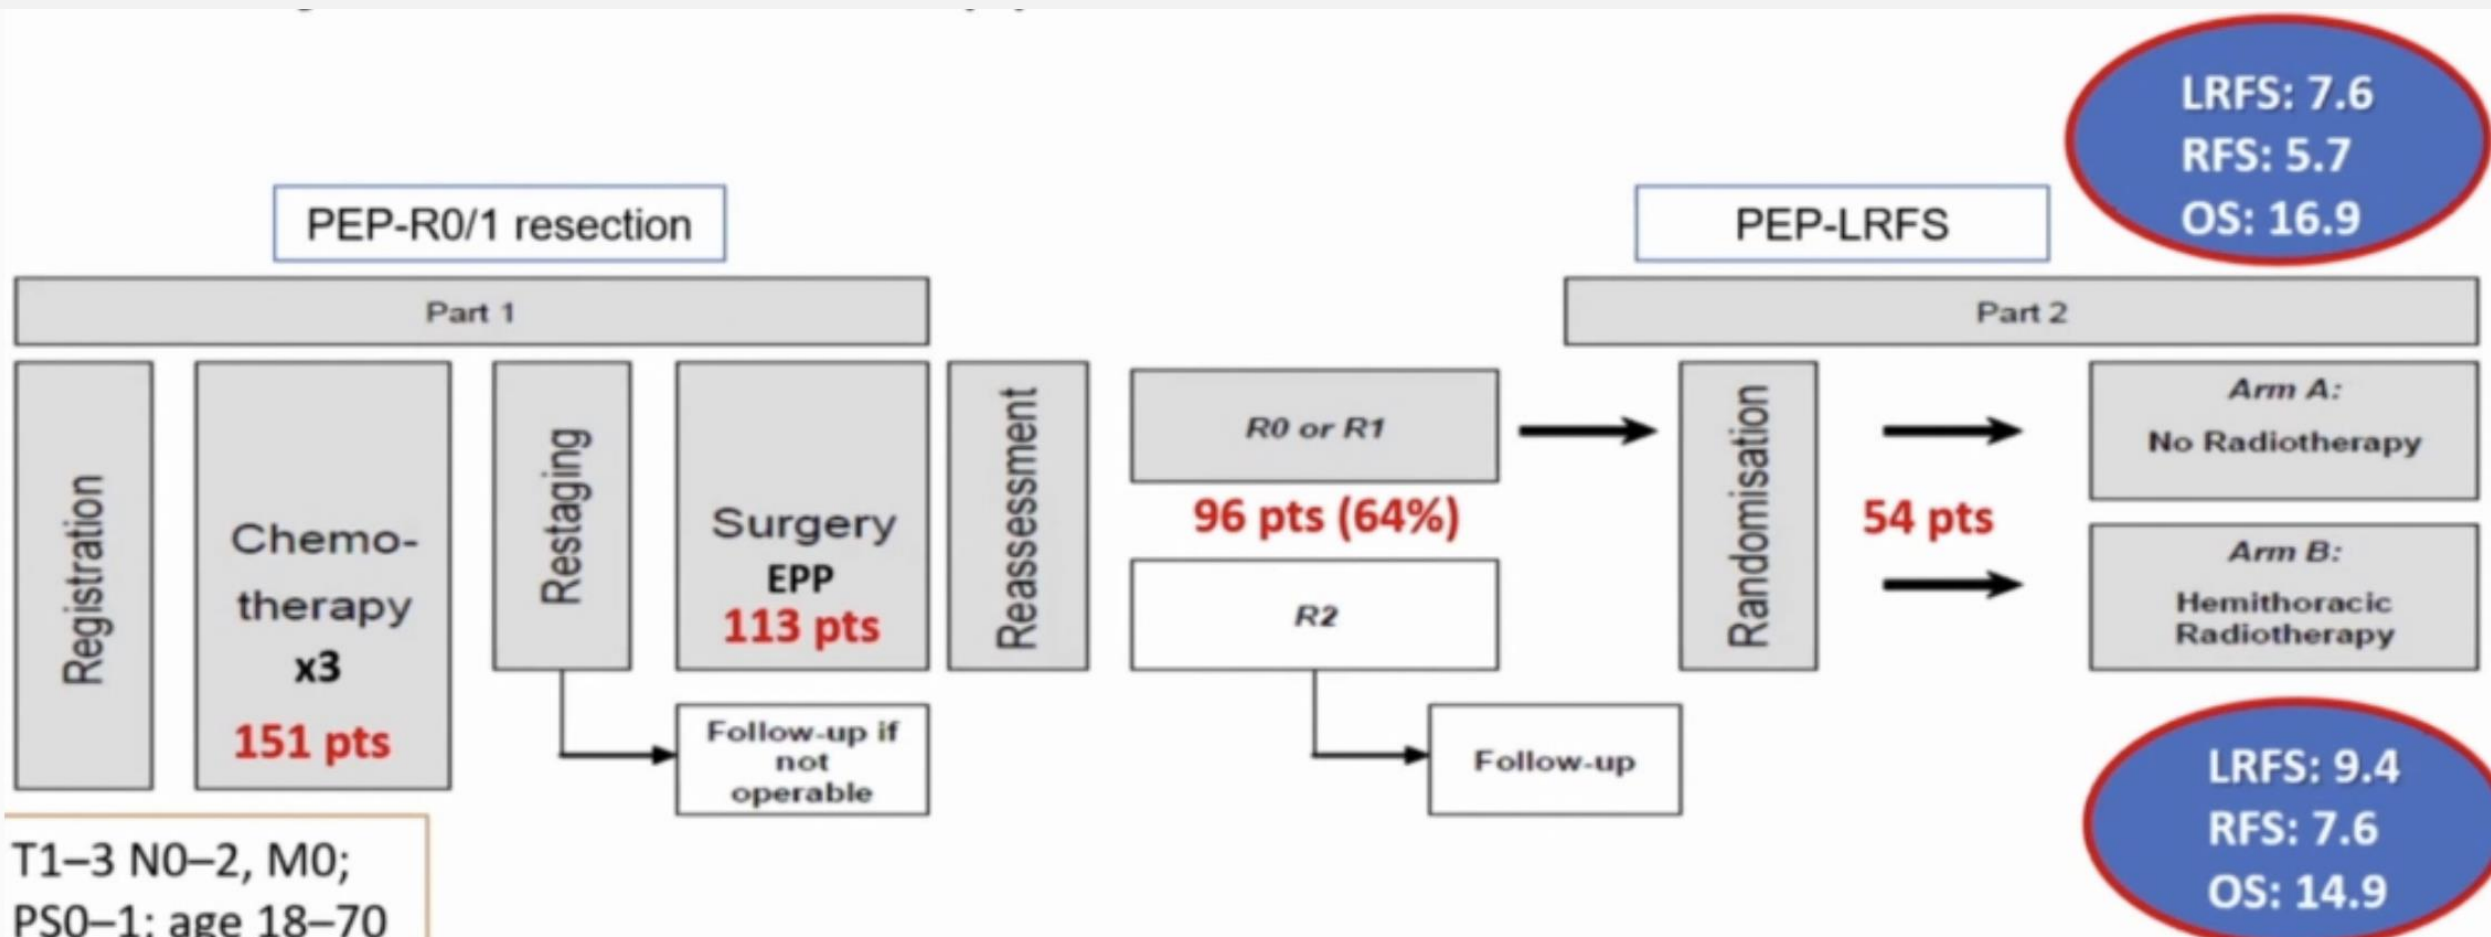 LRFS: 7.6
RFS: 5.7
OS: 16.9
PEP-R0/1 resection
PEP-LRFS
Part 1
Part 2
Registration
Chemo-
therapy
x3
151 pts
Restaging
Surgery
EPP
113 pts
Follow-up if
not
operable
Reassessment
R0 or R1
96 pts (64%)
R2
Follow-up
Randomisation
54 pts
Arm A:
No Radiotherapy
Arm B:
Hemithoracic
Radiotherapy
LRFS: 9.4
RFS: 7.6
OS: 14.9
T1–3 N0–2, M0;
PS0–1; age 18–70